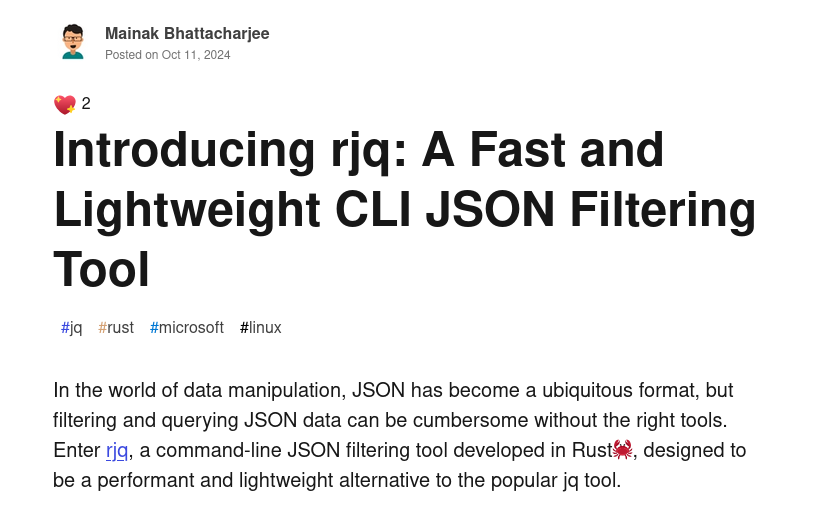 Mainak Bhattacharjee
Posted on Oct 11, 2024
2
Introducing rjq: A Fast and
Lightweight CLI JSON Filtering
Tool
#jq #rust #microsoft #linux
In the world of data manipulation, JSON has become a ubiquitous format, but
filtering and querying JSON data can be cumbersome without the right tools.
Enter rjq, a command-line JSON filtering tool developed in Rust🦀, designed to
be a performant and lightweight alternative to the popular jq tool.